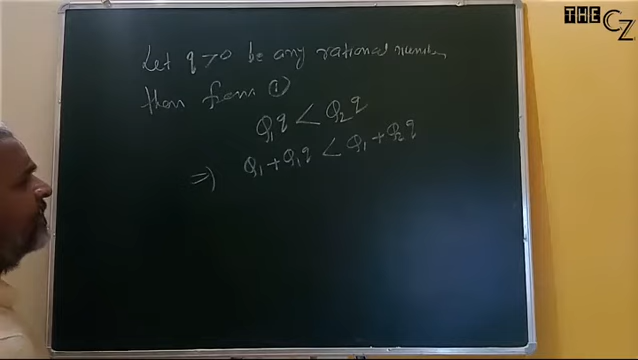 THE CZ
Let q > 0 be any rational number
then from ①
Q₁q < Q₂q
⇒ Q₁ + Q₁q < Q₁ + Q₂q